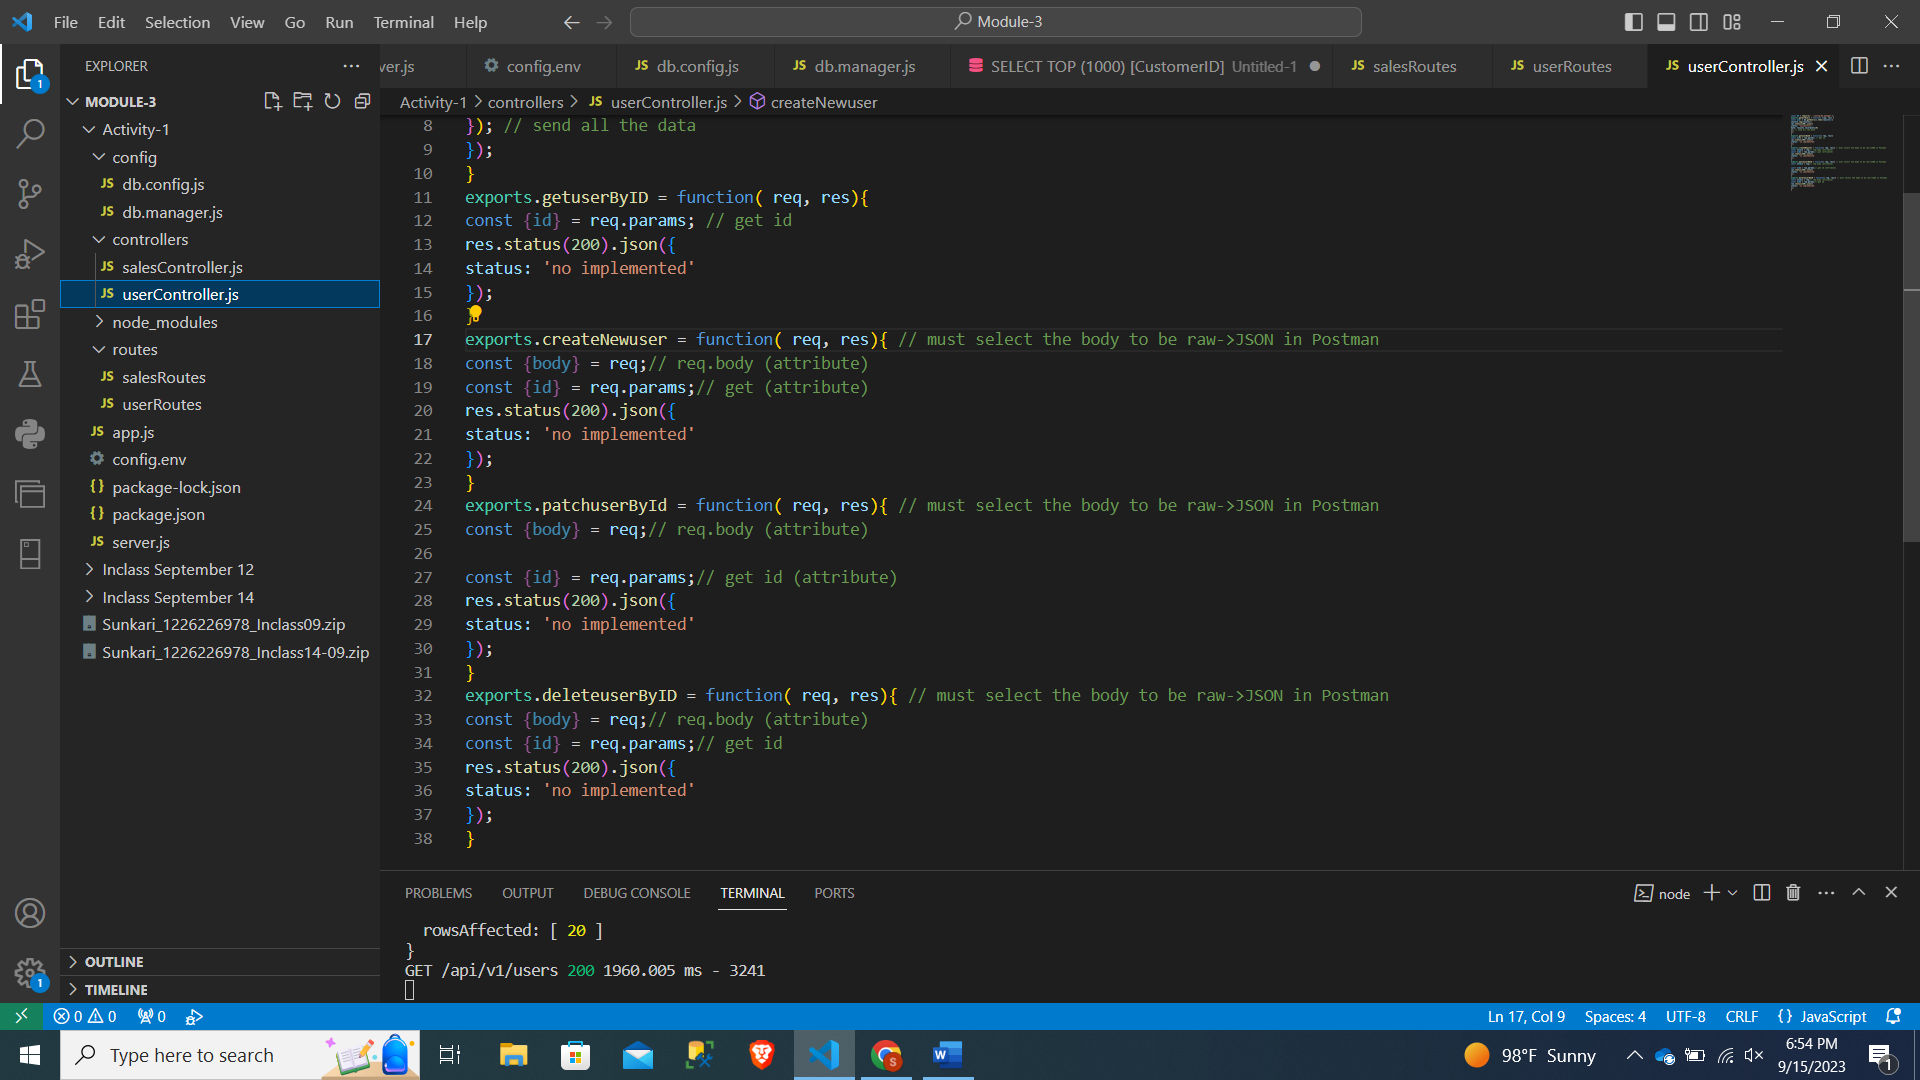 File Edit Selection View Go Run Terminal Help
Module-3
EXPLORER
ver.js
config.env
db.config.js
db.manager.js
SELECT TOP (1000) [CustomerID] Untitled-1
salesRoutes
userRoutes
userController.js
Activity-1 > controllers > JS userController.js > createNewuser
MODULE-3
Activity-1
config
JS db.config.js
JS db.manager.js
controllers
JS salesController.js
JS userController.js
node_modules
routes
JS salesRoutes
JS userRoutes
JS app.js
config.env
{} package-lock.json
{} package.json
JS server.js
Inclass September 12
Inclass September 14
Sunkari_1226226978_Inclass09.zip
Sunkari_1226226978_Inclass14-09.zip
OUTLINE
TIMELINE
8 }); // send all the data
9 });
10 }
11 exports.getuserByID = function( req, res){
12 const {id} = req.params; // get id
13 res.status(200).json({
14 status: 'no implemented'
15 });
16 }
17 exports.createNewuser = function( req, res){ // must select the body to be raw->JSON in Postman
18 const {body} = req;// req.body (attribute)
19 const {id} = req.params;// get (attribute)
20 res.status(200).json({
21 status: 'no implemented'
22 });
23 }
24 exports.patchuserById = function( req, res){ // must select the body to be raw->JSON in Postman
25 const {body} = req;// req.body (attribute)
26
27 const {id} = req.params;// get id (attribute)
28 res.status(200).json({
29 status: 'no implemented'
30 });
31 }
32 exports.deleteuserByID = function( req, res){ // must select the body to be raw->JSON in Postman
33 const {body} = req;// req.body (attribute)
34 const {id} = req.params;// get id
35 res.status(200).json({
36 status: 'no implemented'
37 });
38 }
PROBLEMS OUTPUT DEBUG CONSOLE TERMINAL PORTS
node
rowsAffected: [ 20 ]
}
GET /api/v1/users 200 1960.005 ms - 3241
0 0 0
Ln 17, Col 9 Spaces: 4 UTF-8 CRLF {} JavaScript
Type here to search
98°F Sunny
6:54 PM
9/15/2023
1